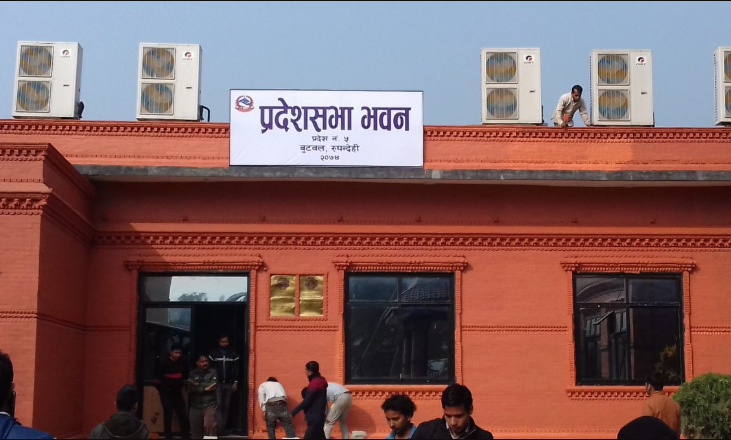 प्रदेशसभा भवन
प्रदेश नं. ५
बुटवल, रुपन्देही
२०७४